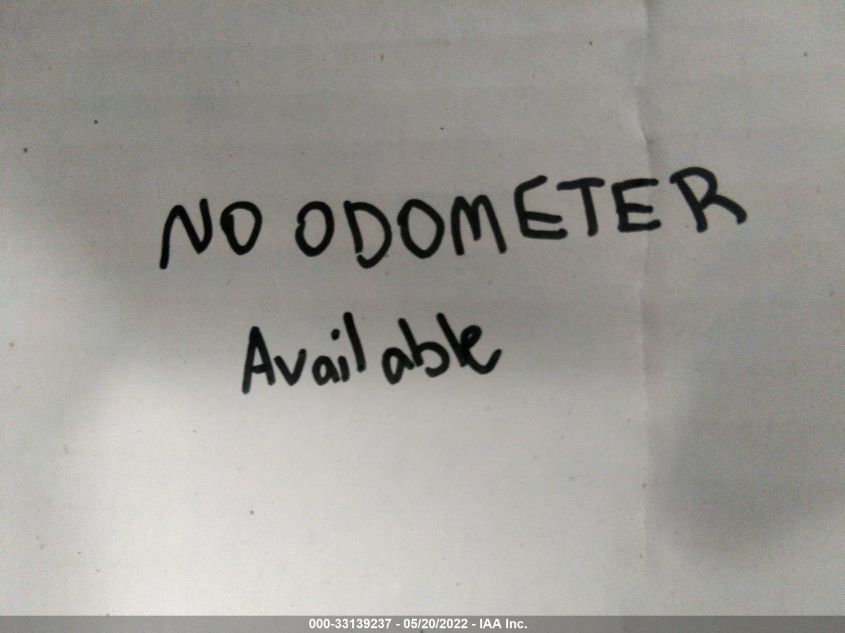 NO ODOMETER
Available
000-33139237 - 05/20/2022 - IAA Inc.